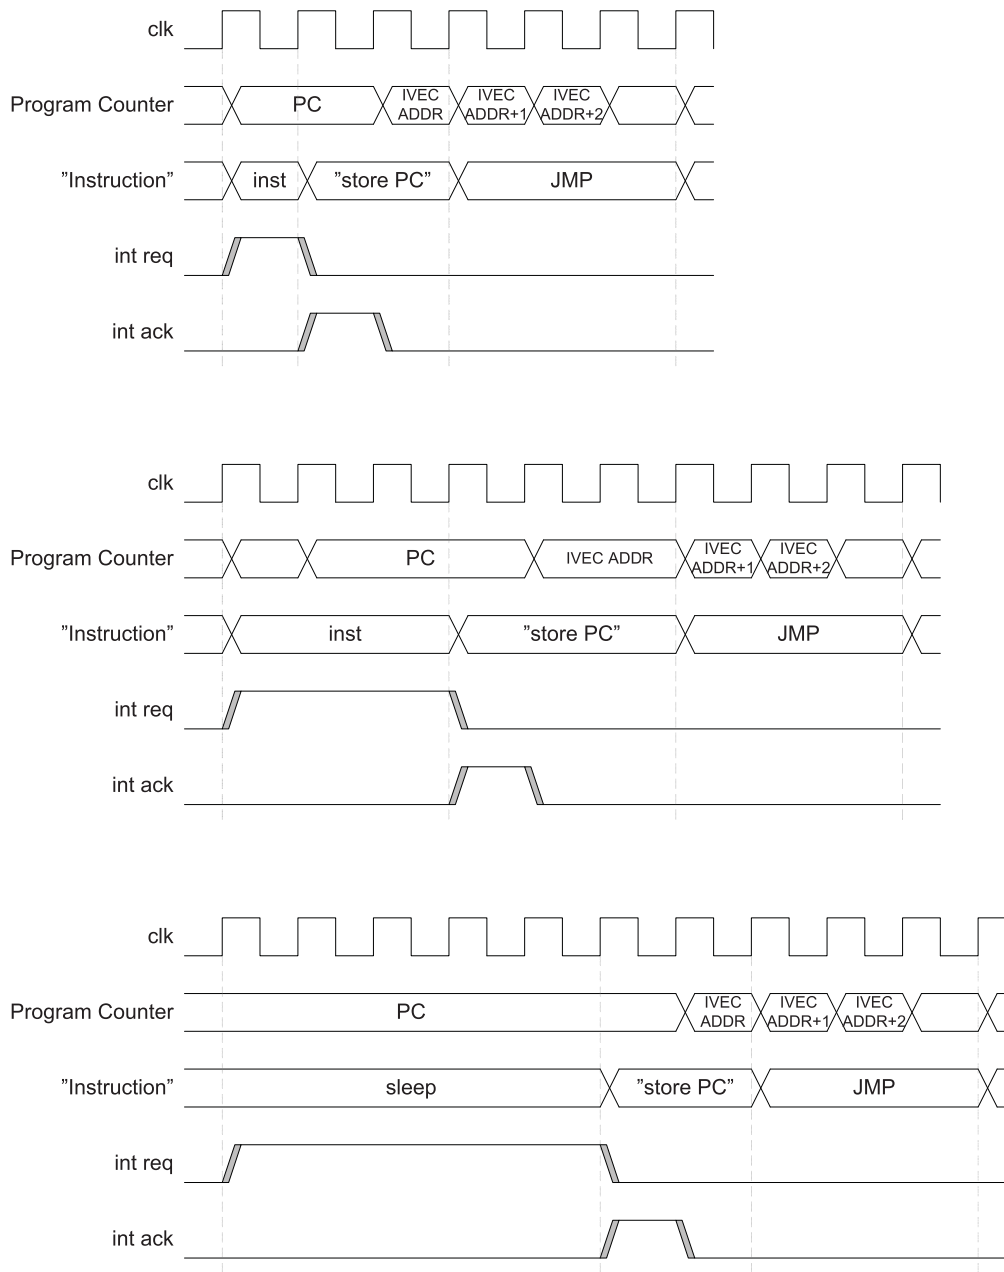 clk
Program Counter
PC
IVEC
ADDR
IVEC
ADDR+1
IVEC
ADDR+2
”Instruction”
inst
”store PC”
JMP
int req
int ack
clk
Program Counter
PC
IVEC ADDR
IVEC
ADDR+1
IVEC
ADDR+2
”Instruction”
inst
”store PC”
JMP
int req
int ack
clk
Program Counter
PC
IVEC
ADDR
IVEC
ADDR+1
IVEC
ADDR+2
”Instruction”
sleep
”store PC”
JMP
int req
int ack